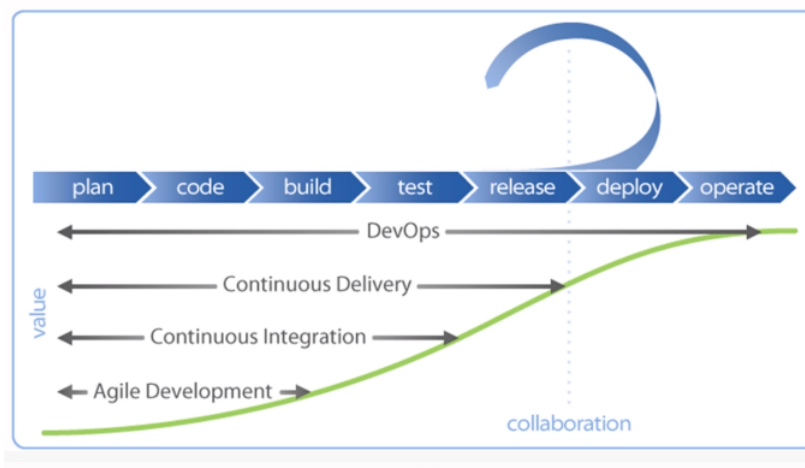 plan
code
build
test
release
deploy
operate
DevOps
Continuous Delivery
value
Continuous Integration
Agile Development
collaboration